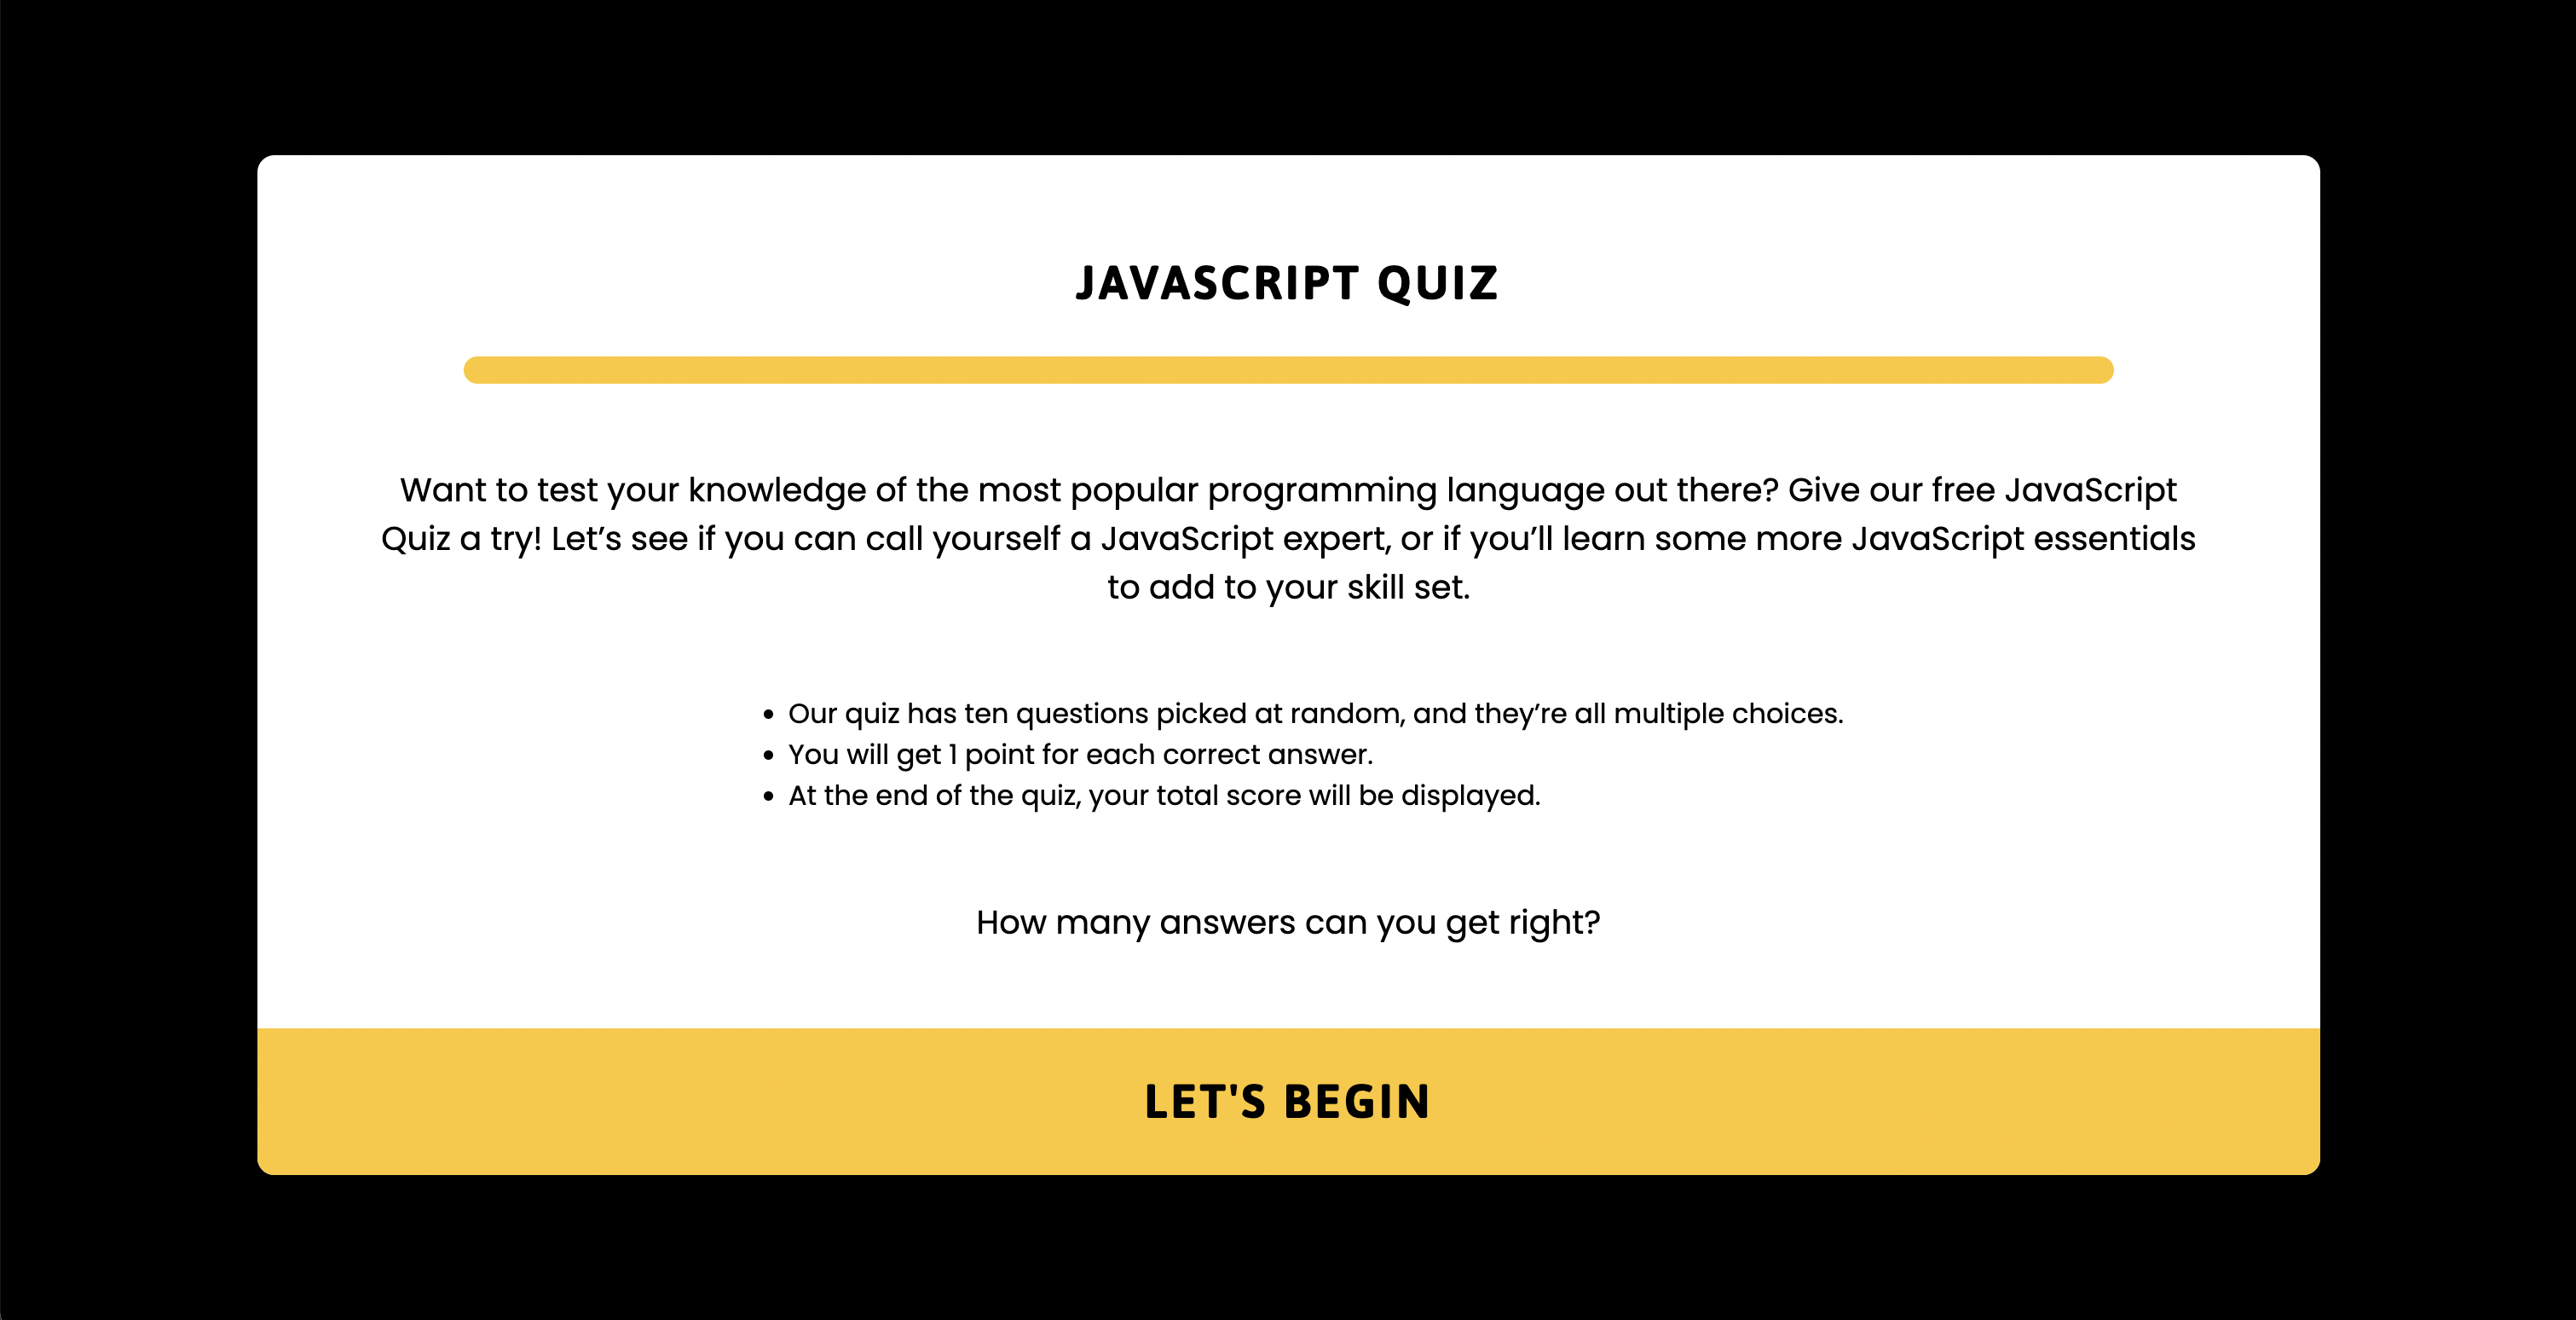 JAVASCRIPT QUIZ
Want to test your knowledge of the most popular programming language out there? Give our free JavaScript
Quiz a try! Let’s see if you can call yourself a JavaScript expert, or if you’ll learn some more JavaScript essentials
to add to your skill set.
• Our quiz has ten questions picked at random, and they’re all multiple choices.
• You will get 1 point for each correct answer.
• At the end of the quiz, your total score will be displayed.
How many answers can you get right?
LET'S BEGIN